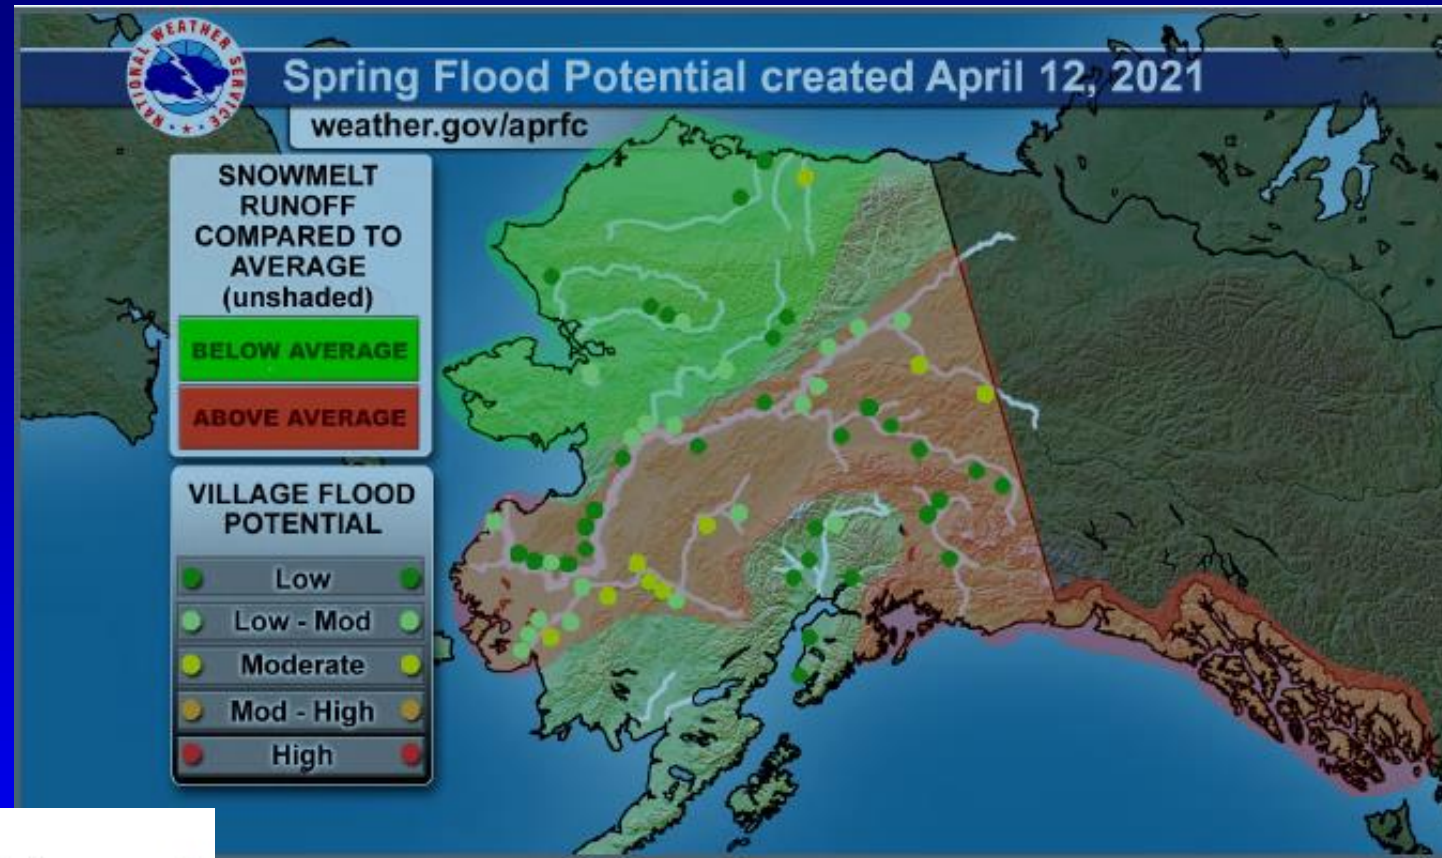 NATIONAL WEATHER SERVICE
Spring Flood Potential created April 12, 2021
weather.gov/aprfc
SNOWMELT
RUNOFF
COMPARED TO
AVERAGE
(unshaded)
BELOW AVERAGE
ABOVE AVERAGE
VILLAGE FLOOD
POTENTIAL
Low
Low - Mod
Moderate
Mod - High
High